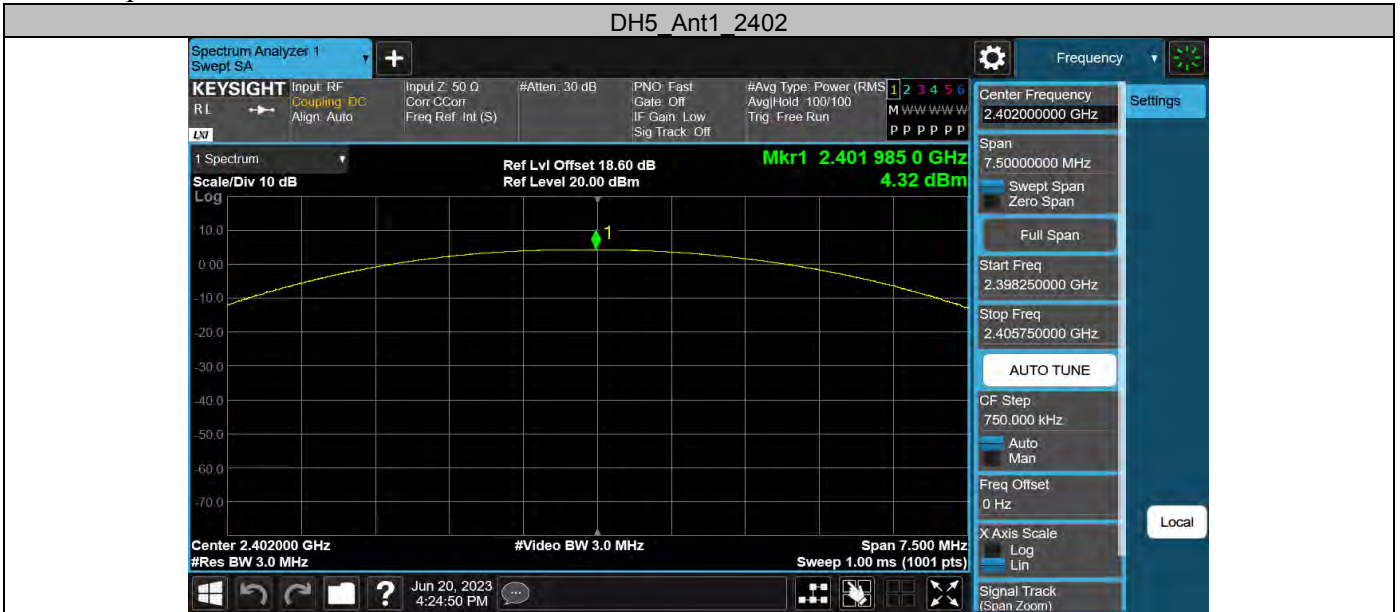 DH5_Ant1_2402
Spectrum Analyzer 1
Swept SA
+
Frequency
KEYSIGHT
RL
LXI
Input: RF
Coupling: DC
Align: Auto
Input Z: 50 Ω
Corr CCorr
Freq Ref: Int (S)
#Atten: 30 dB
PNO: Fast
Gate: Off
IF Gain: Low
Sig Track: Off
#Avg Type: Power (RMS
Avg|Hold: 100/100
Trig: Free Run
1 2 3 4 5 6
M W W W W W
P P P P P P
Center Frequency
2.402000000 GHz
Settings
1 Spectrum
Scale/Div 10 dB
Ref Lvl Offset 18.60 dB
Ref Level 20.00 dBm
Mkr1 2.401 985 0 GHz
4.32 dBm
Span
7.50000000 MHz
Swept Span
Zero Span
Full Span
Start Freq
2.398250000 GHz
Stop Freq
2.405750000 GHz
AUTO TUNE
CF Step
750.000 kHz
Auto
Man
Freq Offset
0 Hz
X Axis Scale
Log
Lin
Signal Track
(Span Zoom)
Local
Log
10.0
0.00
-10.0
-20.0
-30.0
-40.0
-50.0
-60.0
-70.0
1
Center 2.402000 GHz
#Res BW 3.0 MHz
#Video BW 3.0 MHz
Span 7.500 MHz
Sweep 1.00 ms (1001 pts)
?
Jun 20, 2023
4:24:50 PM